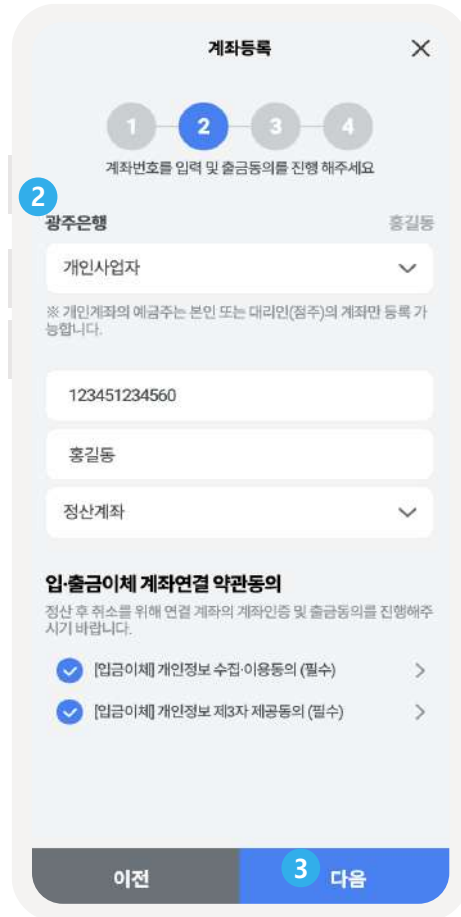 계좌등록
1 2 3 4
계좌번호를 입력 및 출금동의를 진행 해주세요
2
광주은행 홍길동
개인사업자
※ 개인계좌의 예금주는 본인 또는 대리인(점주)의 계좌만 등록 가
능합니다.
123451234560
홍길동
정산계좌
입·출금이체 계좌연결 약관동의
정산 후 취소를 위해 연결 계좌의 계좌인증 및 출금동의를 진행해주
시기 바랍니다.
[입금이체] 개인정보 수집·이용동의 (필수)
[입금이체] 개인정보 제3자 제공동의 (필수)
이전 3 다음